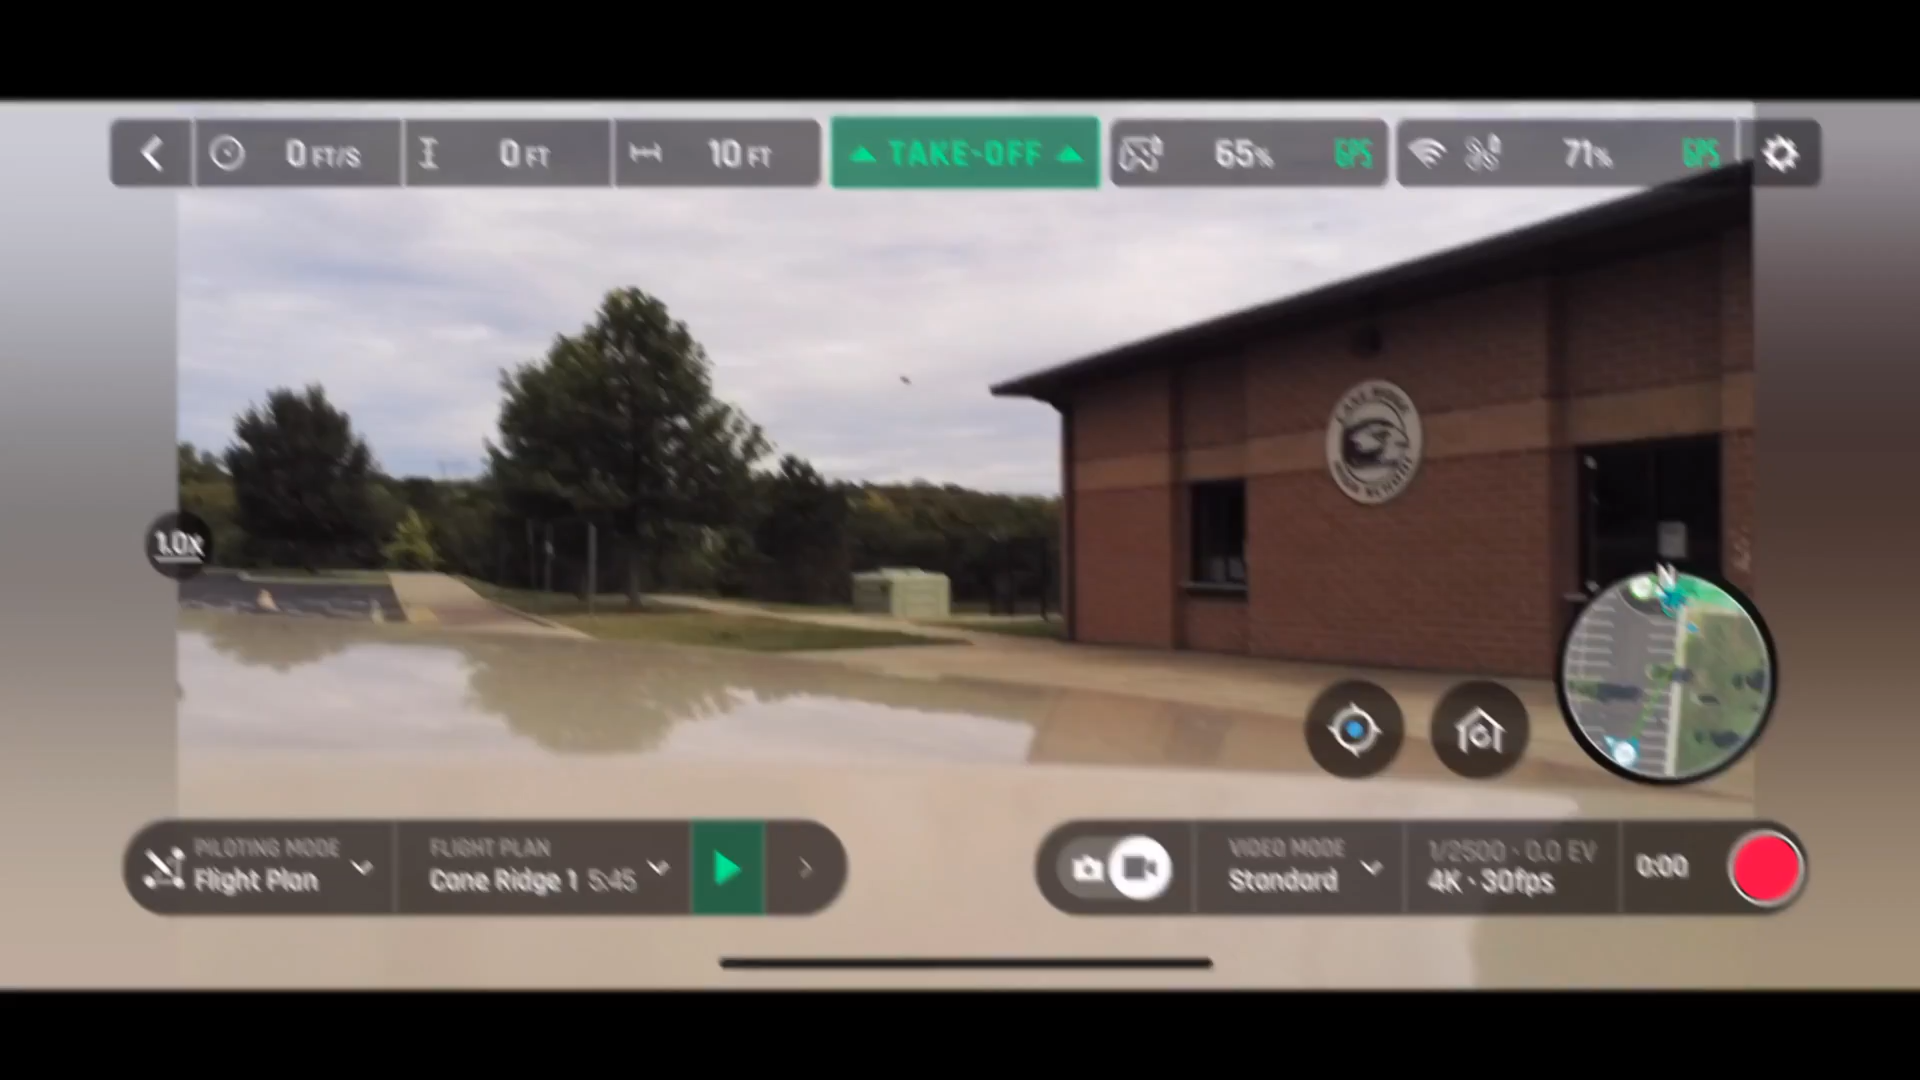 0 FT/S
0 FT
10 FT
TAKE-OFF
65%
GPS
71%
GPS
1.0x
N
PILOTING MODE
Flight Plan
FLIGHT PLAN
Cane Ridge 1 5:45
VIDEO MODE
Standard
1/2500 · 0.0 EV
4K · 30fps
0:00